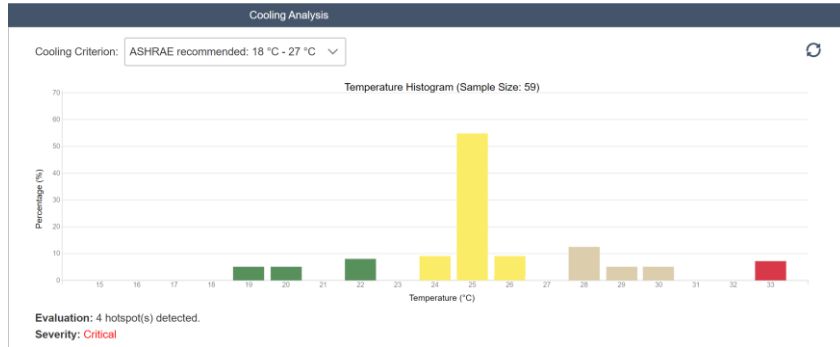 Cooling Analysis
Cooling Criterion: ASHRAE recommended: 18 °C - 27 °C
Temperature Histogram (Sample Size: 59)
70
60
50
40
30
20
10
0
Percentage (%)
15 16 17 18 19 20 21 22 23 24 25 26 27 28 29 30 31 32 33
Temperature (°C)
Evaluation: 4 hotspot(s) detected.
Severity: Critical